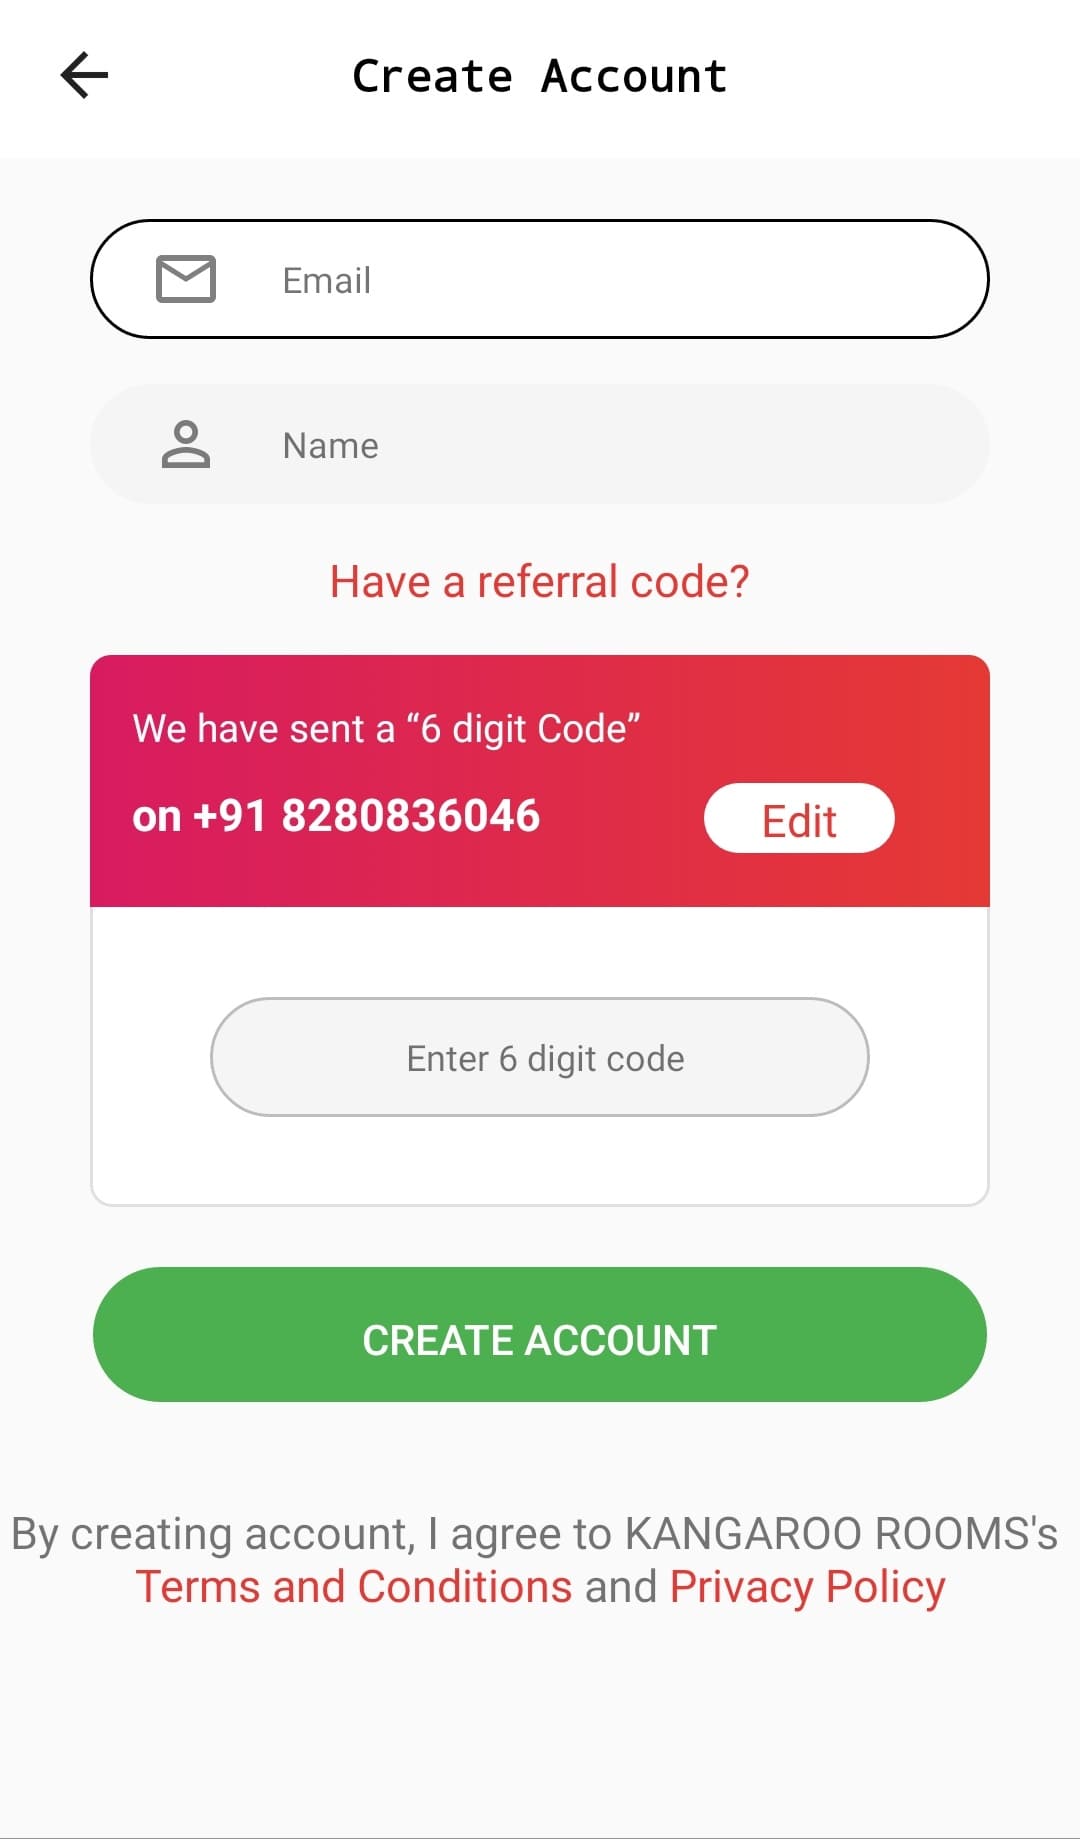 Create Account
Email
Name
Have a referral code?
We have sent a “6 digit Code”
on +91 8280836046
Edit
Enter 6 digit code
CREATE ACCOUNT
By creating account, I agree to KANGAROO ROOMS's
Terms and Conditions and Privacy Policy